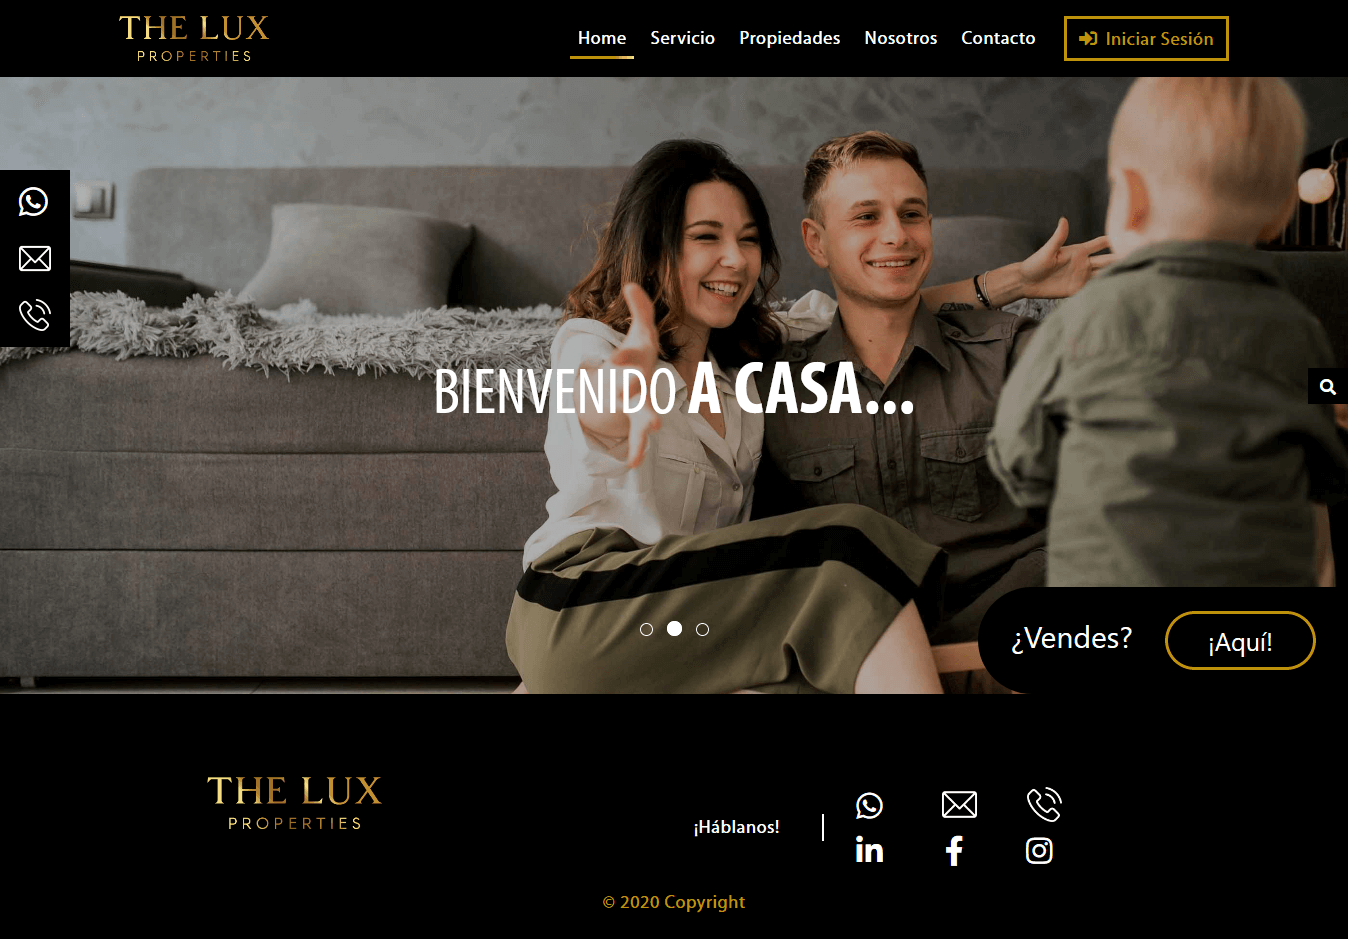 THE LUX
PROPERTIES
Home Servicio Propiedades Nosotros Contacto Iniciar Sesión
BIENVENIDO A CASA...
¿Vendes? ¡Aquí!
THE LUX
PROPERTIES
¡Háblanos!
© 2020 Copyright